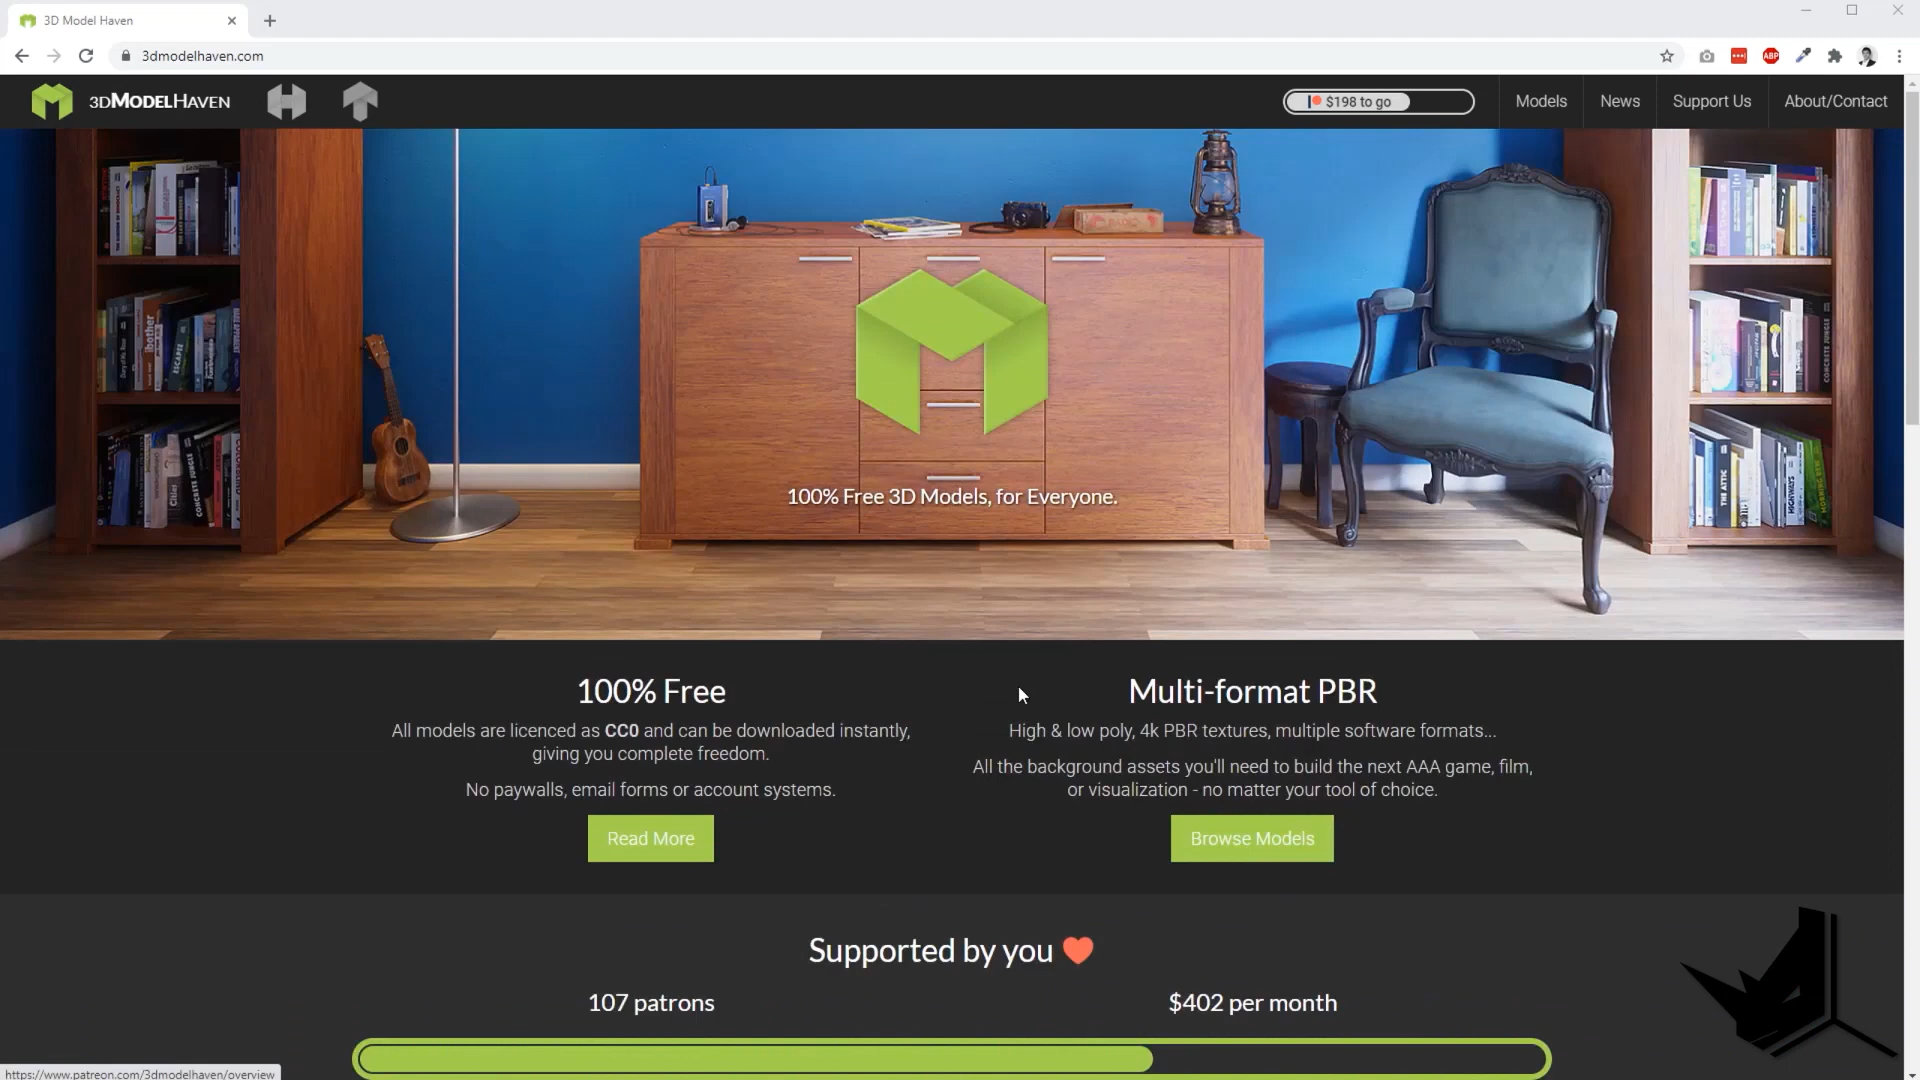 3D Model Haven
3dmodelhaven.com
ABP
3DMODELHAVEN
$198 to go
Models
News
Support Us
About/Contact
100% Free 3D Models, for Everyone.
100% Free
All models are licenced as CC0 and can be downloaded instantly,
giving you complete freedom.
No paywalls, email forms or account systems.
Read More
Multi-format PBR
High & low poly, 4k PBR textures, multiple software formats...
All the background assets you'll need to build the next AAA game, film,
or visualization - no matter your tool of choice.
Browse Models
Supported by you
107 patrons
$402 per month
https://www.patreon.com/3dmodelhaven/overview